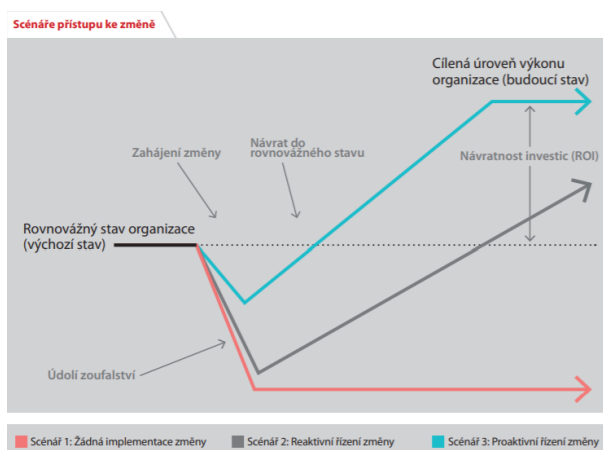 Scénáře přístupu ke změně
Cílená úroveň výkonu
organizace (budoucí stav)
Návrat do
rovnovážného stavu
Zahájení změny
Návratnost investic (ROI)
Rovnovážný stav organizace
(výchozí stav)
Údolí zoufalství
Scénář 1: Žádná implementace změny
Scénář 2: Reaktivní řízení změny
Scénář 3: Proaktivní řízení změny